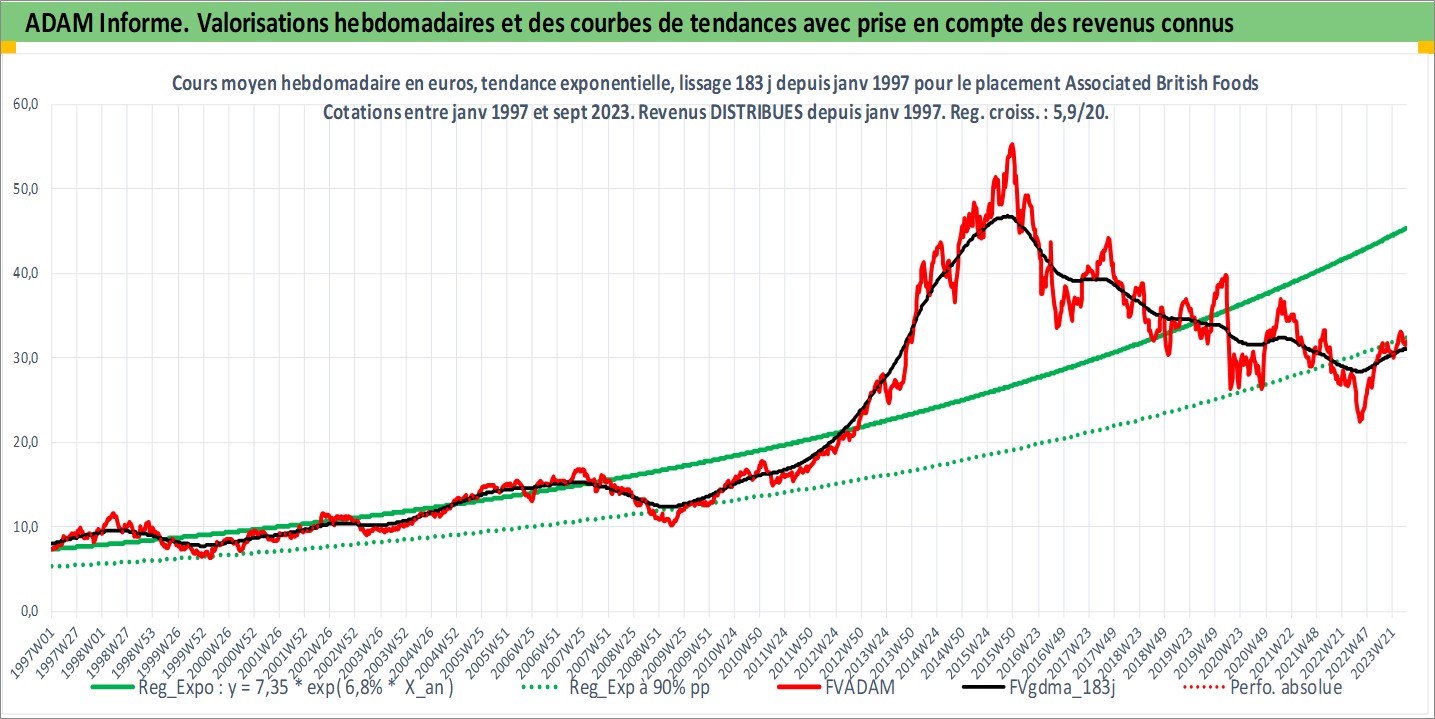 ADAM Informe. Valorisations hebdomadaires et des courbes de tendances avec prise en compte des revenus connus
Cours moyen hebdomadaire en euros, tendance exponentielle, lissage 183 j depuis janv 1997 pour le placement Associated British Foods
Cotations entre janv 1997 et sept 2023. Revenus DISTRIBUES depuis janv 1997. Reg. croiss. : 5,9/20.
60,0
50,0
40,0
30,0
20,0
10,0
0,0
1997W01
1997W27
1998W01
1998W27
1998W53
1999W26
1999W52
2000W26
2000W52
2001W26
2001W52
2002W26
2002W52
2003W26
2003W52
2004W26
2004W52
2005W25
2005W51
2006W25
2006W51
2007W25
2007W51
2008W25
2008W51
2009W25
2009W51
2010W24
2010W50
2011W24
2011W50
2012W24
2012W50
2013W24
2013W50
2014W24
2014W50
2015W24
2015W50
2016W23
2016W49
2017W23
2017W49
2018W23
2018W49
2019W23
2019W49
2020W23
2020W49
2021W22
2021W48
2022W21
2022W47
2023W21
Reg_Expo : y = 7,35 * exp( 6,8% * X_an )
Reg_Exp à 90% pp
FVADAM
FVgdma_183j
Perfo. absolue